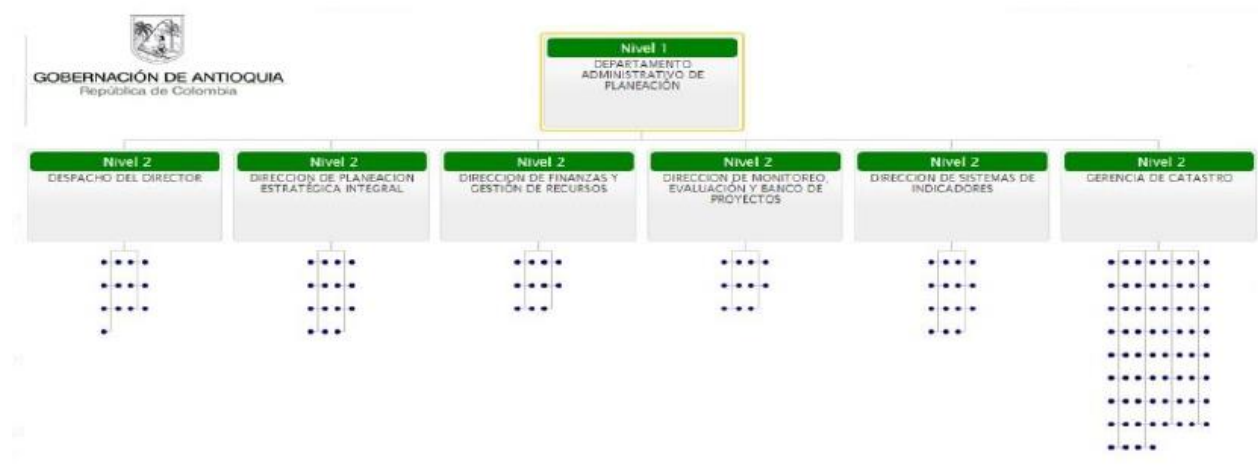 GOBERNACIÓN DE ANTIOQUIA
República de Colombia
Nivel 1
DEPARTAMENTO
ADMINISTRATIVO DE
PLANEACIÓN
Nivel 2
DESPACHO DEL DIRECTOR
Nivel 2
DIRECCION DE PLANEACION
ESTRATÉGICA INTEGRAL
Nivel 2
DIRECCIÓN DE FINANZAS Y
GESTIÓN DE RECURSOS
Nivel 2
DIRECCION DE MONITOREO,
EVALUACIÓN Y BANCO DE
PROYECTOS
Nivel 2
DIRECCION DE SISTEMAS DE
INDICADORES
Nivel 2
GERENCIA DE CATASTRO